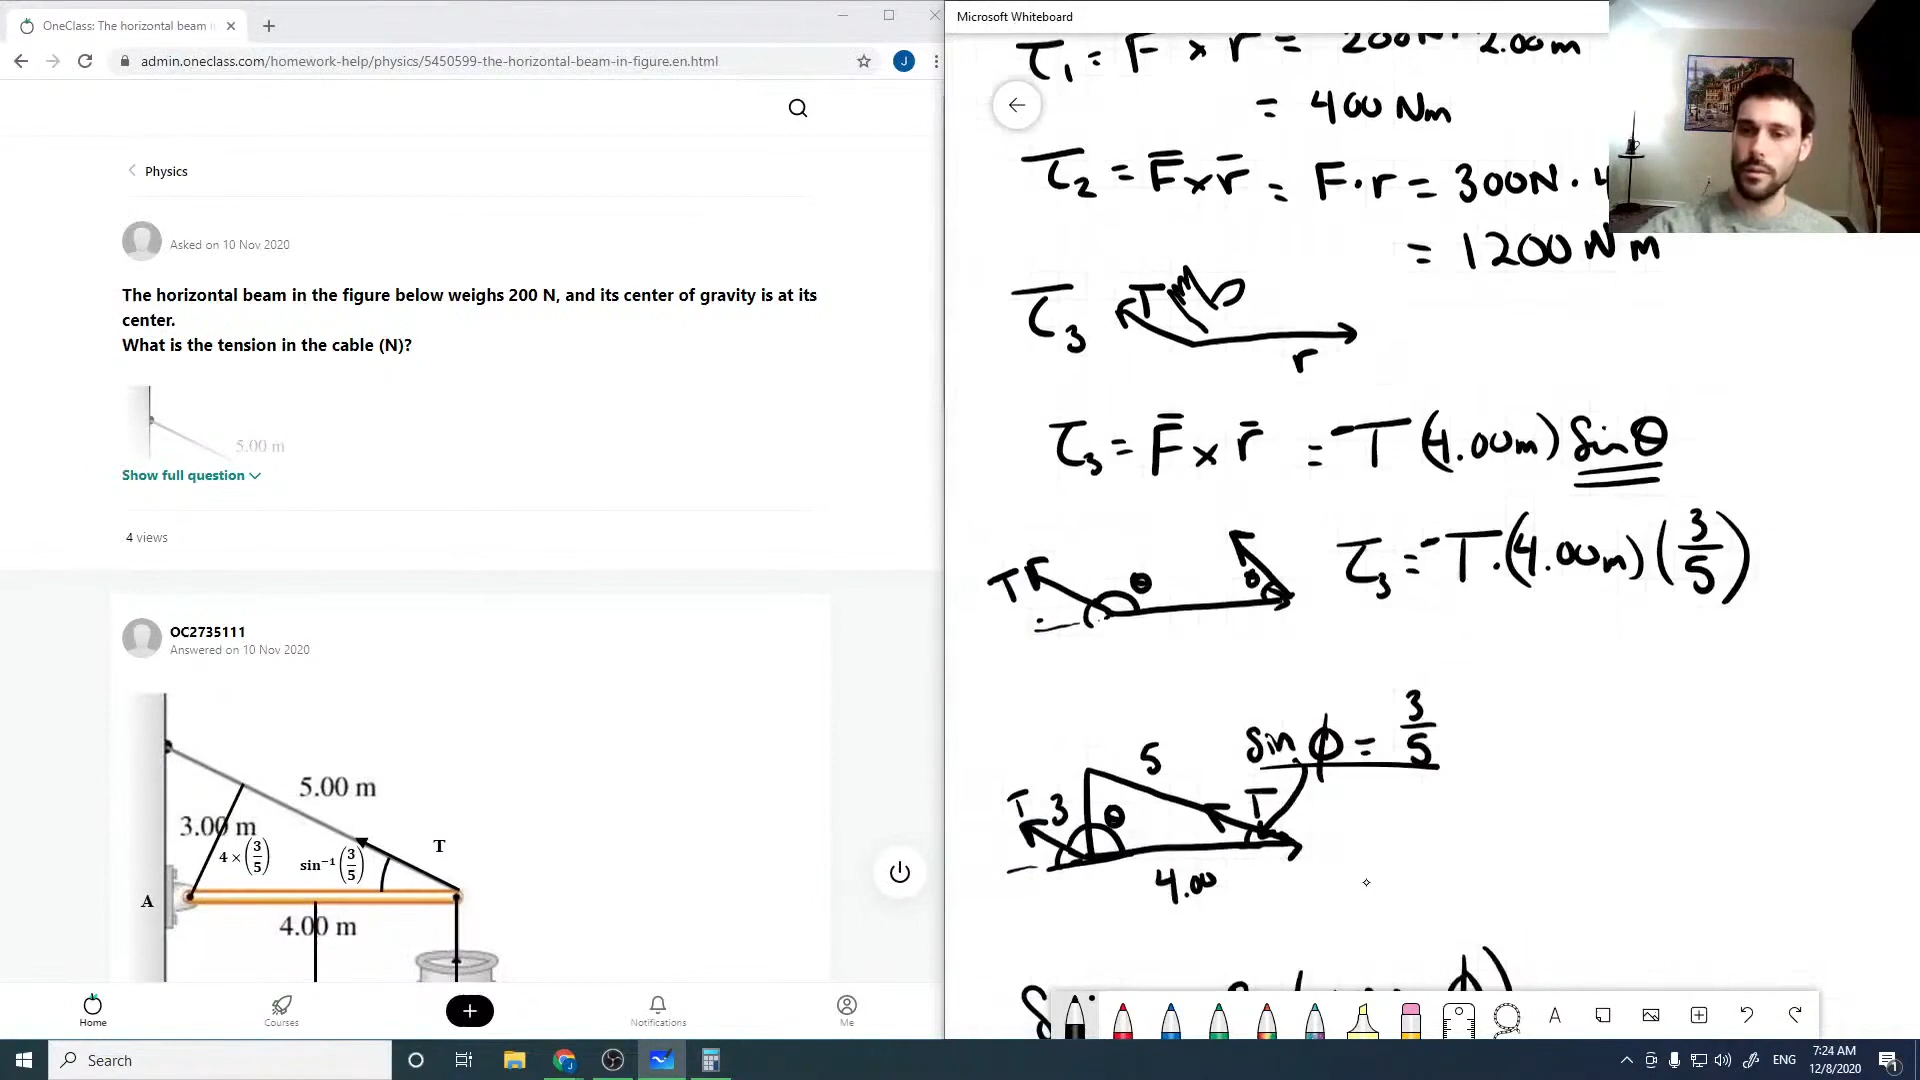 OneClass: The horizontal beam i
admin.oneclass.com/homework-help/physics/5450599-the-horizontal-beam-in-figure.en.html
J
Physics
Asked on 10 Nov 2020
The horizontal beam in the figure below weighs 200 N, and its center of gravity is at its
center.
What is the tension in the cable (N)?
5.00 m
Show full question
4 views
OC2735111
Answered on 10 Nov 2020
5.00 m
3.00 m
T
4 × (3/5)
sin⁻¹(3/5)
A
4.00 m
Home
Courses
Notifications
Me
Microsoft Whiteboard
τ₁ = F × r = 200N · 2.00m
= 400 Nm
τ₂ = F̄ × r̄ = F · r = 300N · 4
= 1200 N m
τ₃
T
r
τ₃ = F̄ × r̄ = -T (4.00m) sinθ
T
θ
θ
τ₃ = -T · (4.00m) (3/5)
sin ϕ = 3/5
5
T
3
θ
T
4.00
ϕ)
A
Search
ENG
7:24 AM
12/8/2020
1